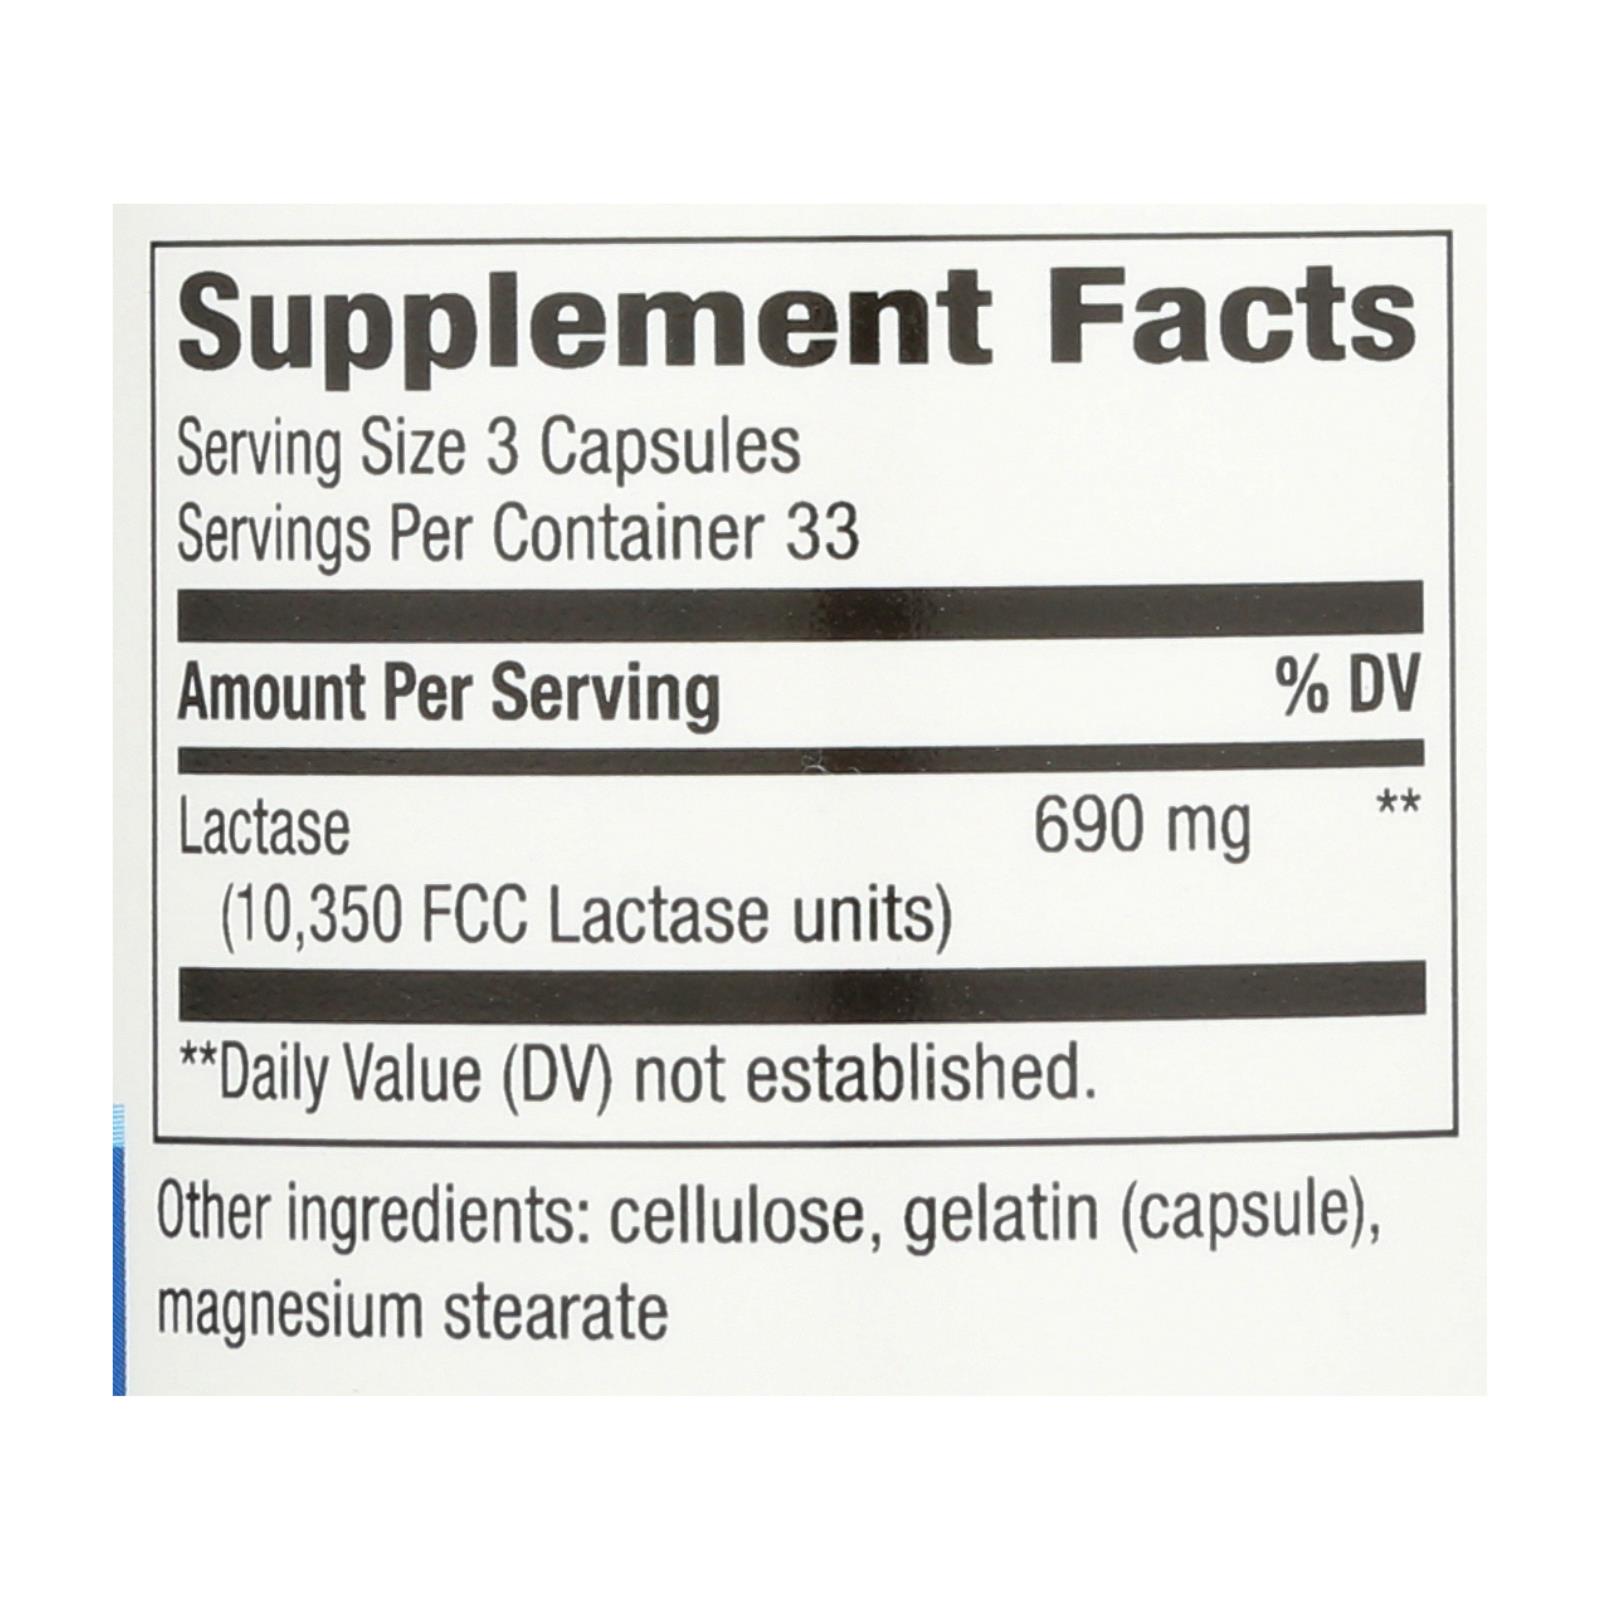 Supplement Facts
Serving Size 3 Capsules
Servings Per Container 33
Amount Per Serving % DV
Lactase 690 mg **
(10,350 FCC Lactase units)
**Daily Value (DV) not established.
Other ingredients: cellulose, gelatin (capsule),
magnesium stearate